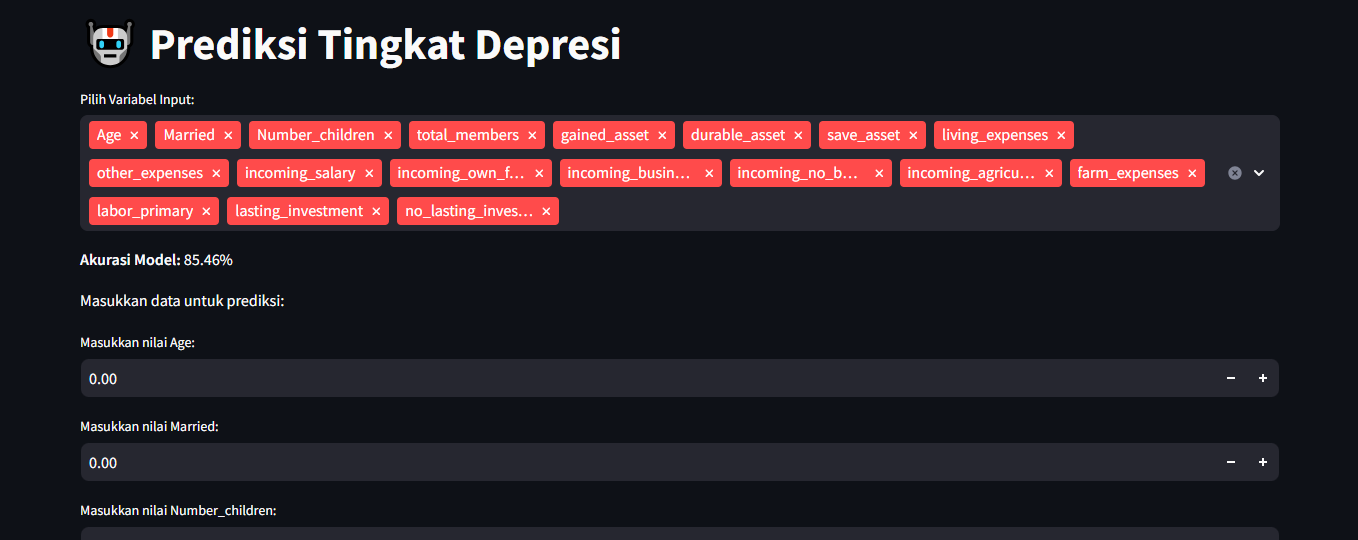 Prediksi Tingkat Depresi
Pilih Variabel Input:
Age × Married × Number_children × total_members × gained_asset × durable_asset × save_asset × living_expenses ×
other_expenses × incoming_salary × incoming_own_f... × incoming_busin... × incoming_no_b... × incoming_agricu... × farm_expenses ×
labor_primary × lasting_investment × no_lasting_inves... ×
Akurasi Model: 85.46%
Masukkan data untuk prediksi:
Masukkan nilai Age:
0.00 − +
Masukkan nilai Married:
0.00 − +
Masukkan nilai Number_children: